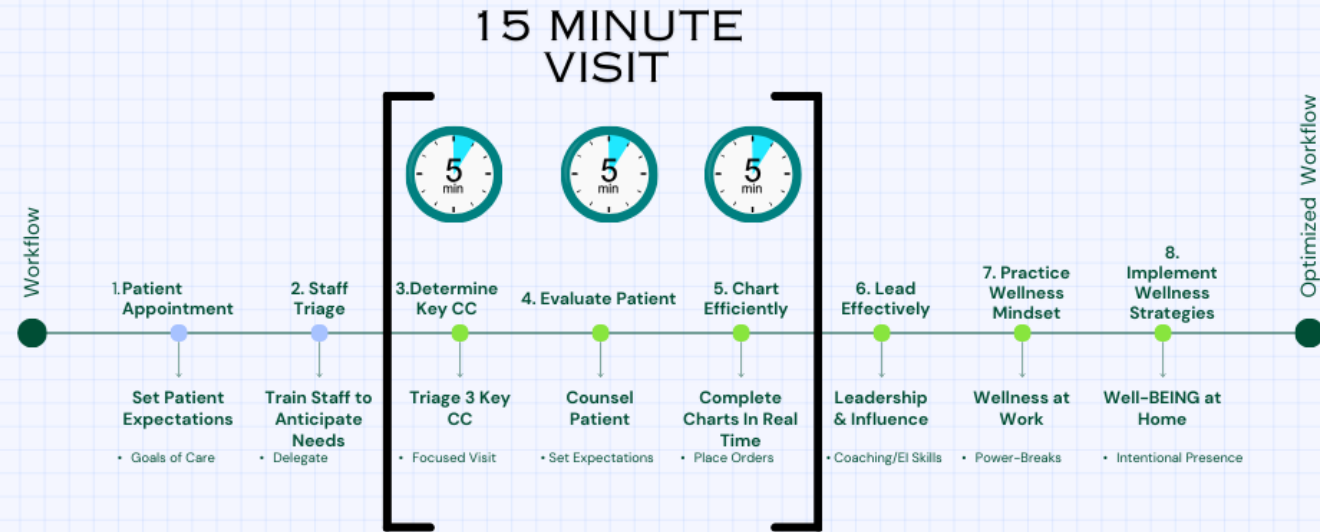 15 MINUTE
VISIT
5
min
5
min
5
min
Workflow
Optimized Workflow
1.Patient
Appointment
2. Staff
Triage
3.Determine
Key CC
4. Evaluate Patient
5. Chart
Efficiently
6. Lead
Effectively
7. Practice
Wellness
Mindset
8.
Implement
Wellness
Strategies
Set Patient
Expectations
• Goals of Care
Train Staff to
Anticipate
Needs
• Delegate
Triage 3 Key
CC
• Focused Visit
Counsel
Patient
• Set Expectations
Complete
Charts In Real
Time
• Place Orders
Leadership
& Influence
• Coaching/EI Skills
Wellness at
Work
• Power-Breaks
Well-BEING at
Home
• Intentional Presence